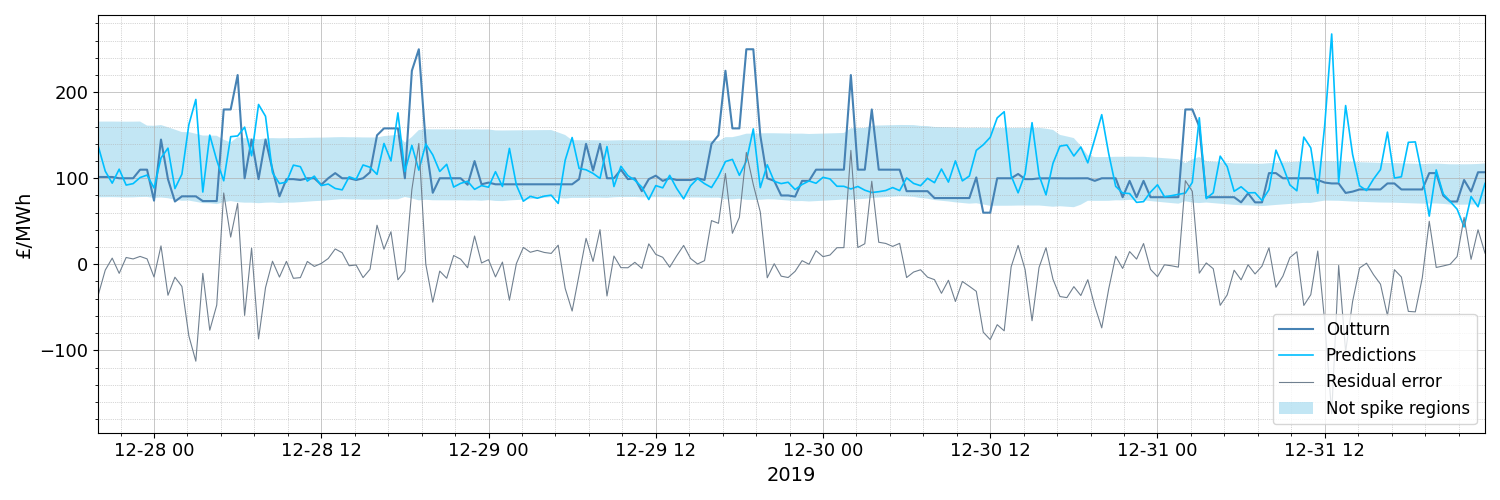 £/MWh
200
100
0
−100
12-28 00
12-28 12
12-29 00
12-29 12
12-30 00
12-30 12
12-31 00
12-31 12
2019
Outturn
Predictions
Residual error
Not spike regions